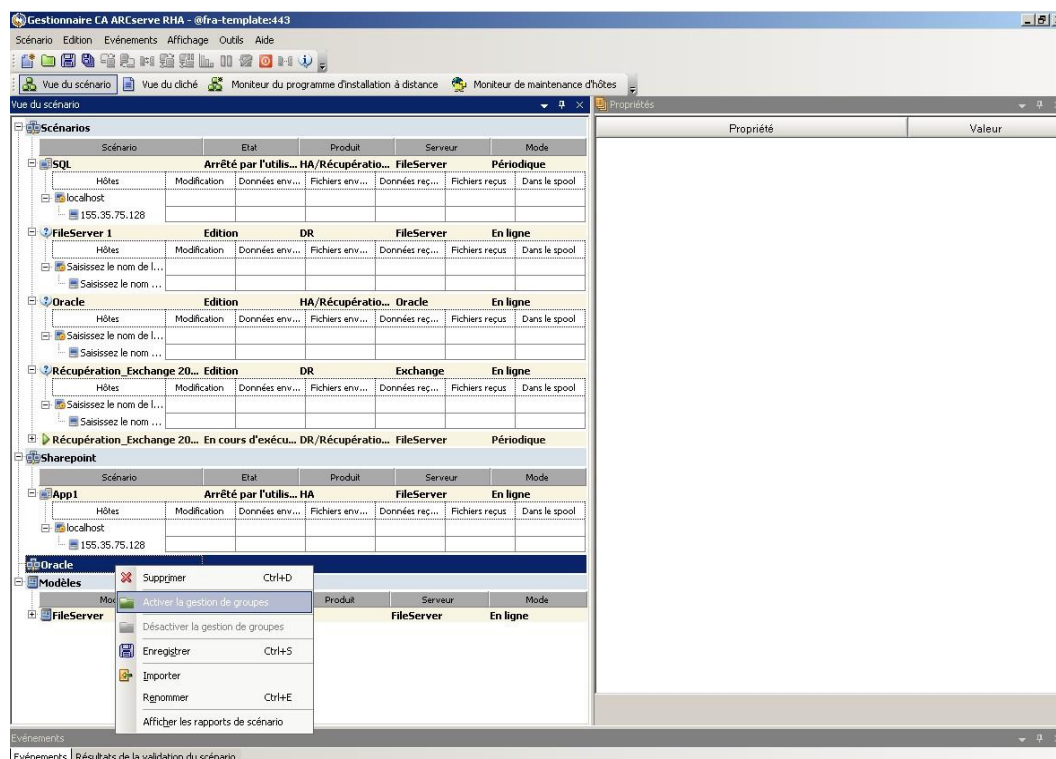 Gestionnaire CA ARCserve RHA - @fra-template:443
Scénario Edition Evénements Affichage Outils Aide
Vue du scénario Vue du cliché Moniteur du programme d'installation à distance Moniteur de maintenance d'hôtes
Vue du scénario
Propriétés
Propriété Valeur
Scénarios
Scénario Etat Produit Serveur Mode
SQL Arrêté par l'utilis... HA/Récupératio... FileServer Périodique
Hôtes Modification Données env... Fichiers env... Données reç... Fichiers reçus Dans le spool
localhost
155.35.75.128
FileServer 1 Edition DR FileServer En ligne
Hôtes Modification Données env... Fichiers env... Données reç... Fichiers reçus Dans le spool
Saisissez le nom de l...
Saisissez le nom ...
Oracle Edition HA/Récupératio... Oracle En ligne
Hôtes Modification Données env... Fichiers env... Données reç... Fichiers reçus Dans le spool
Saisissez le nom de l...
Saisissez le nom ...
Récupération_Exchange 20... Edition DR Exchange En ligne
Hôtes Modification Données env... Fichiers env... Données reç... Fichiers reçus Dans le spool
Saisissez le nom de l...
Saisissez le nom ...
Récupération_Exchange 20... En cours d'exécu... DR/Récupératio... FileServer Périodique
Sharepoint
Scénario Etat Produit Serveur Mode
App1 Arrêté par l'utilis... HA FileServer En ligne
Hôtes Modification Données env... Fichiers env... Données reç... Fichiers reçus Dans le spool
localhost
155.35.75.128
Oracle
Modèles
Produit Serveur Mode
FileServer FileServer En ligne
Supprimer Ctrl+D
Activer la gestion de groupes
Désactiver la gestion de groupes
Enregistrer Ctrl+S
Importer
Renommer Ctrl+E
Afficher les rapports de scénario
Evénements
Evénements Résultats de la validation du scénario